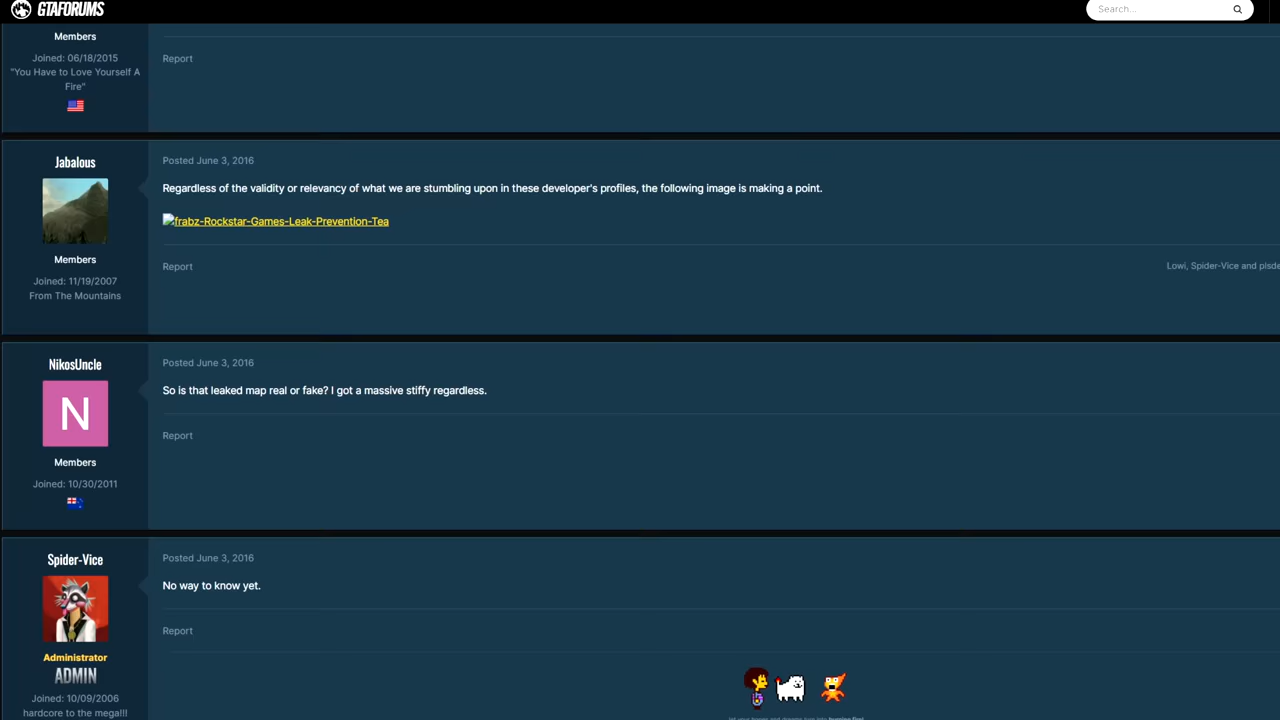 GTAFORUMS
Search...
Members
Joined: 06/18/2015
"You Have to Love Yourself A
Fire"
Report
Jabalous
Members
Joined: 11/19/2007
From The Mountains
Posted June 3, 2016
Regardless of the validity or relevancy of what we are stumbling upon in these developer's profiles, the following image is making a point.
frabz-Rockstar-Games-Leak-Prevention-Tea
Report
Lowi, Spider-Vice and plsde
NikosUncle
N
Members
Joined: 10/30/2011
Posted June 3, 2016
So is that leaked map real or fake? I got a massive stiffy regardless.
Report
Spider-Vice
Administrator
ADMIN
Joined: 10/09/2006
hardcore to the mega!!!
Posted June 3, 2016
No way to know yet.
Report